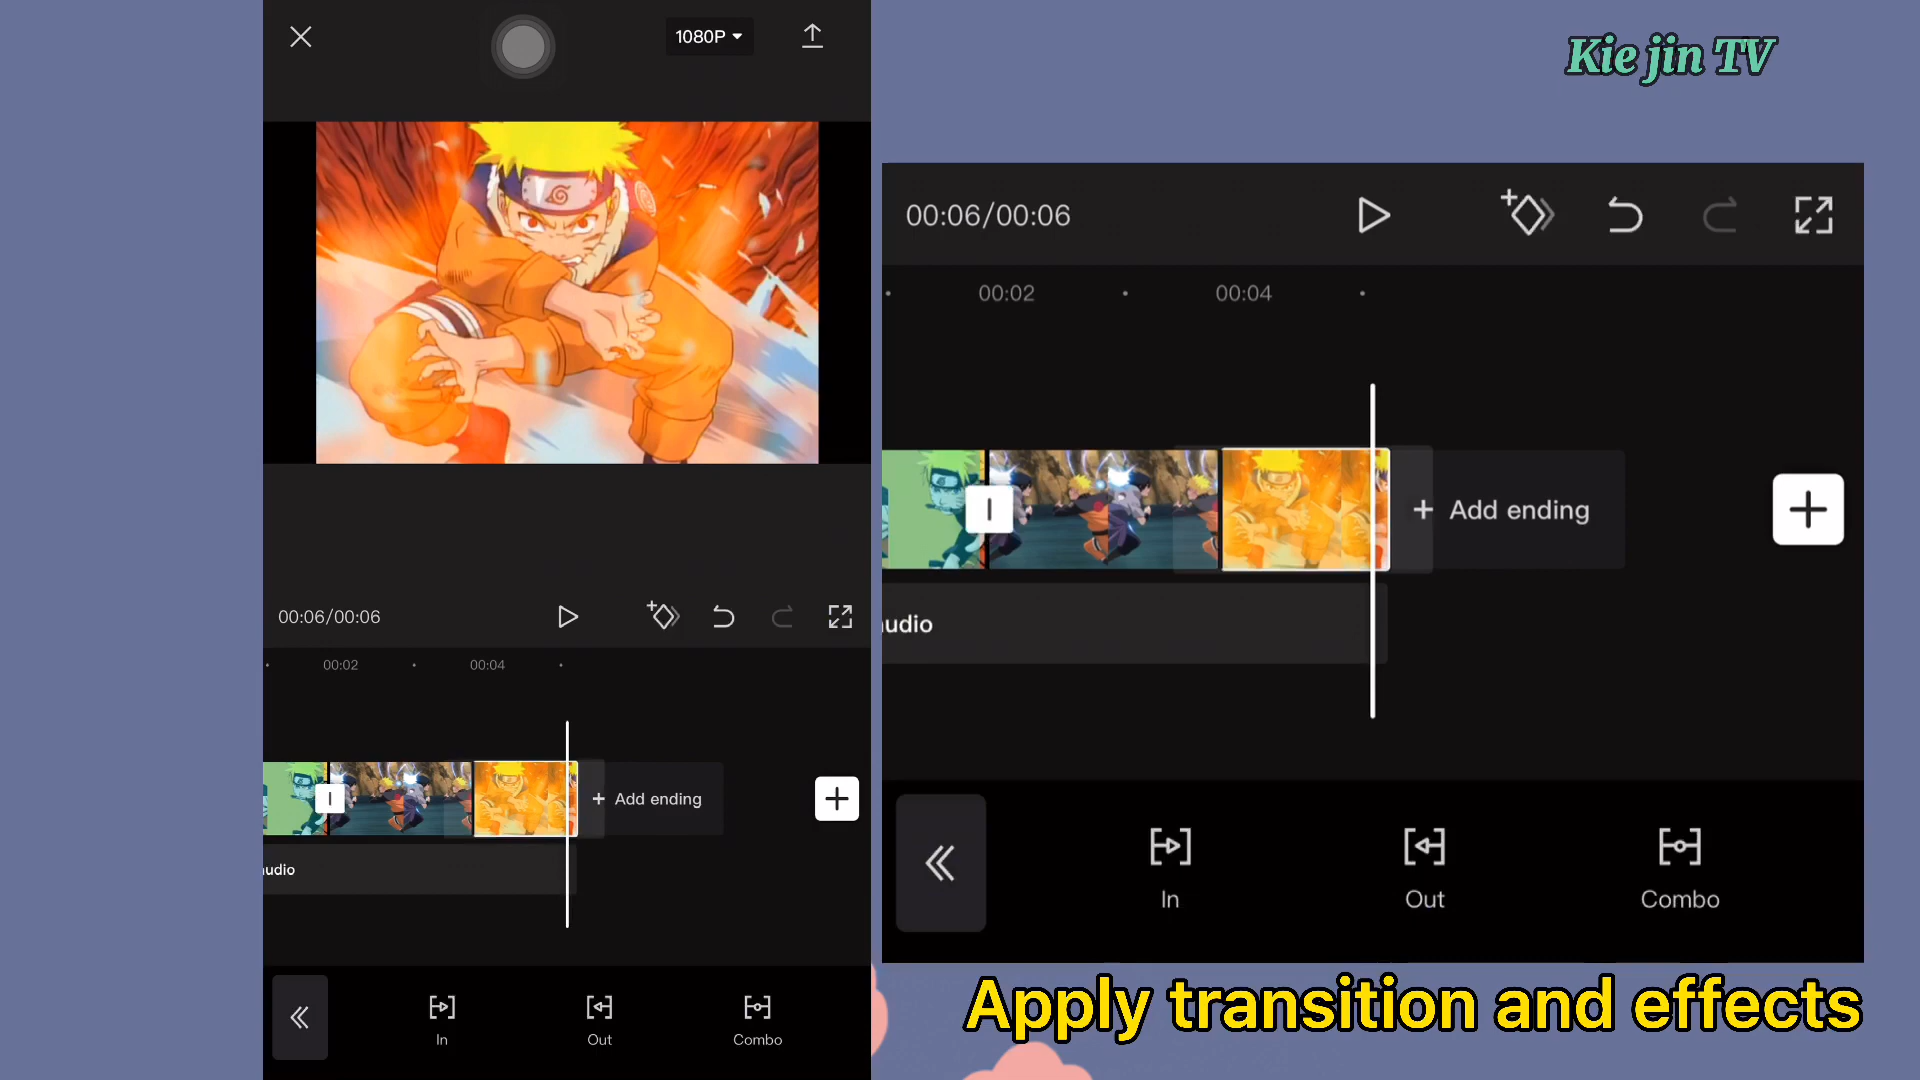 1080P
Kie jin TV
00:06/00:06
00:02
00:04
+ Add ending
udio
In
Out
Combo
00:06/00:06
00:02
00:04
+ Add ending
udio
In
Out
Combo
Apply transition and effects